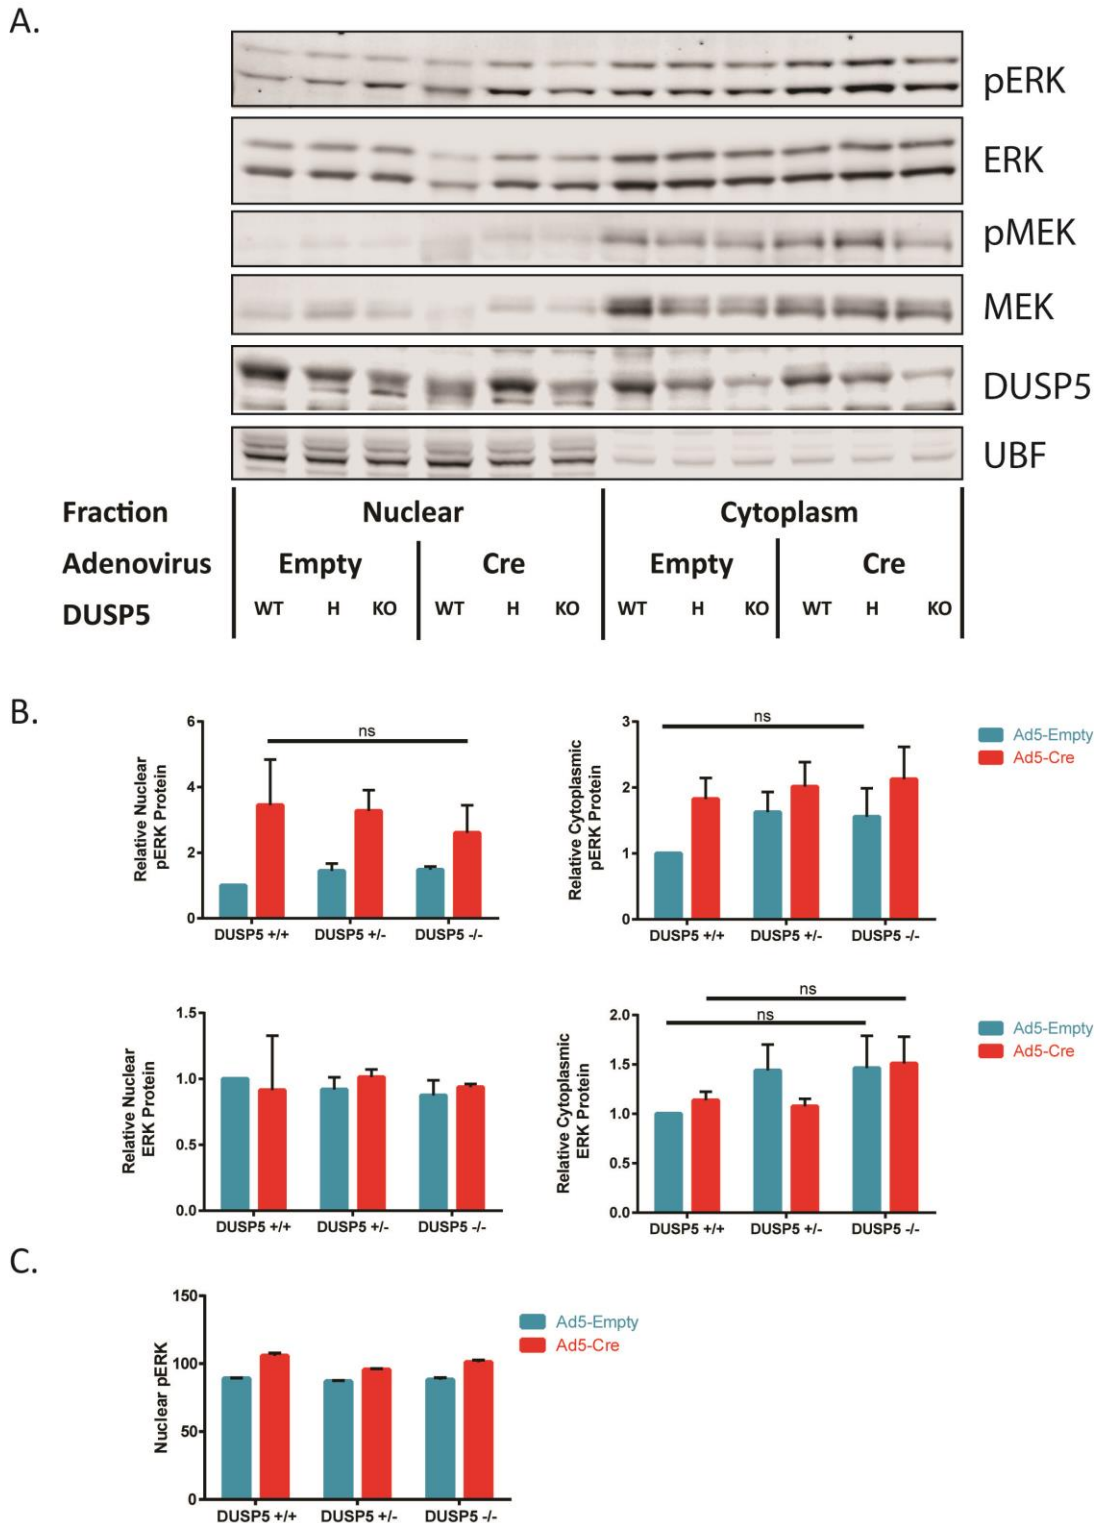 A.
pERK
ERK
pMEK
MEK
DUSP5
UBF
Fraction Nuclear Cytoplasm
Adenovirus Empty Cre Empty Cre
DUSP5 WT H KO WT H KO WT H KO WT H KO
B.
6
4
2
0
Relative Nuclear
pERK Protein
ns
DUSP5 +/+ DUSP5 +/- DUSP5 -/-
3
2
1
0
Relative Cytoplasmic
pERK Protein
ns
DUSP5 +/+ DUSP5 +/- DUSP5 -/-
Ad5-Empty
Ad5-Cre
1.5
1.0
0.5
0.0
Relative Nuclear
ERK Protein
DUSP5 +/+ DUSP5 +/- DUSP5 -/-
2.0
1.5
1.0
0.5
0.0
Relative Cytoplasmic
ERK Protein
ns
ns
DUSP5 +/+ DUSP5 +/- DUSP5 -/-
Ad5-Empty
Ad5-Cre
C.
150
100
50
0
Nuclear pERK
DUSP5 +/+ DUSP5 +/- DUSP5 -/-
Ad5-Empty
Ad5-Cre